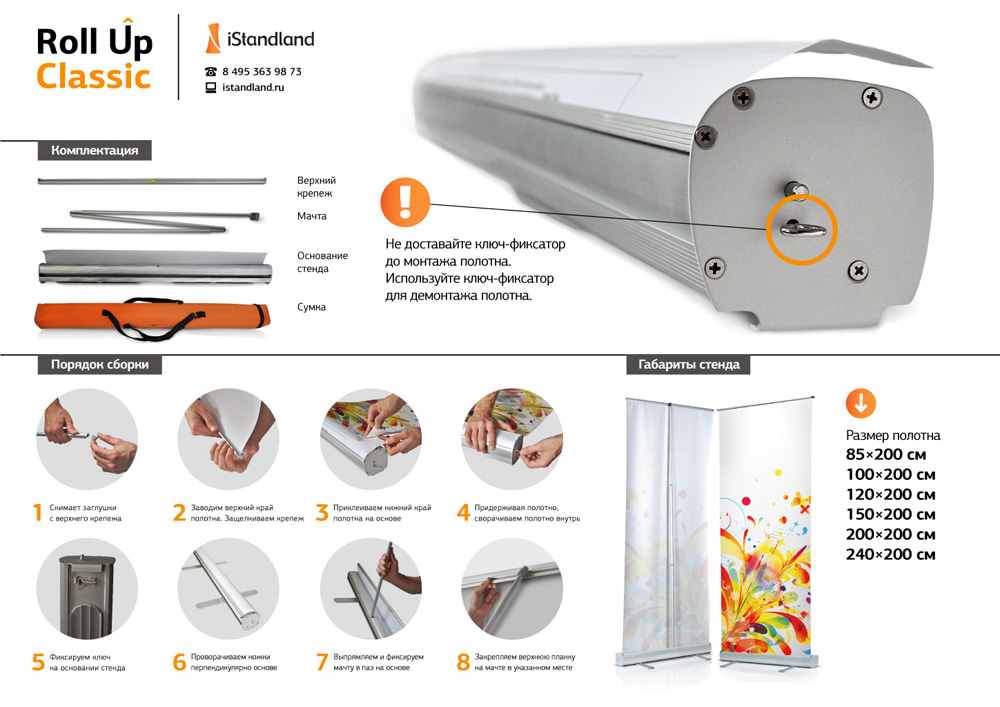 Roll Up
Classic
iStandland
8 495 363 98 73
istandland.ru
Комплектация
Верхний
крепеж
Мачта
Основание
стенда
Сумка
!
Не доставайте ключ-фиксатор
до монтажа полотна.
Используйте ключ-фиксатор
для демонтажа полотна.
Порядок сборки
1 Снимает заглушки
с верхнего крепежа
2 Заводим верхний край
полотна. Защелкиваем крепеж
3 Приклеиваем нижний край
полотна на основе
4 Придерживая полотно,
сворачиваем полотно внутрь
5 Фиксируем ключ
на основании стенда
6 Проворачиваем ножки
перпендикулярно основе
7 Выпрямляем и фиксируем
мачту в паз на основе
8 Закрепляем верхнюю планку
на мачте в указанном месте
Габариты стенда
Размер полотна
85×200 см
100×200 см
120×200 см
150×200 см
200×200 см
240×200 см